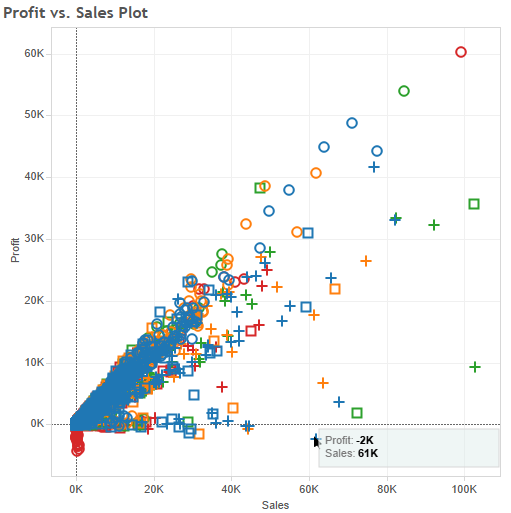 Profit vs. Sales Plot
60K
50K
40K
30K
20K
10K
0K
Profit
Profit: -2K
Sales: 61K
0K 20K 40K 60K 80K 100K
Sales